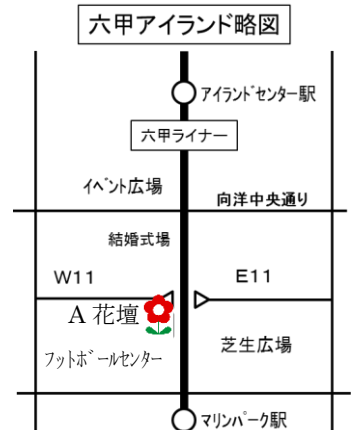 六甲アイランド略図
アイランドセンター駅
六甲ライナー
イベント広場
向洋中央通り
結婚式場
W11
E11
A 花壇
芝生広場
フットボールセンター
マリンパーク駅